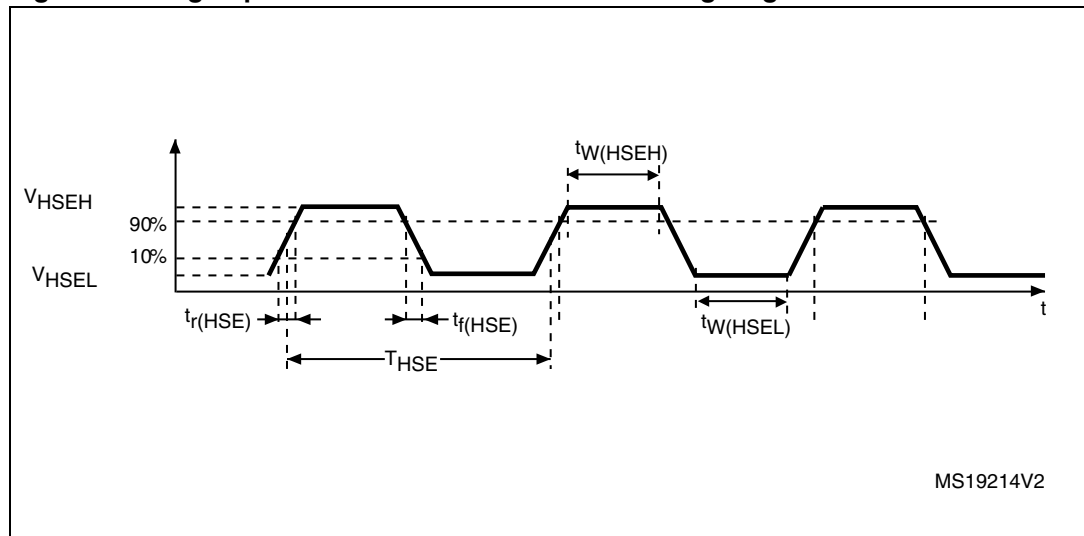 tW(HSEH)
VHSEH
90%
10%
VHSEL
tr(HSE)
tf(HSE)
tW(HSEL)
t
THSE
MS19214V2